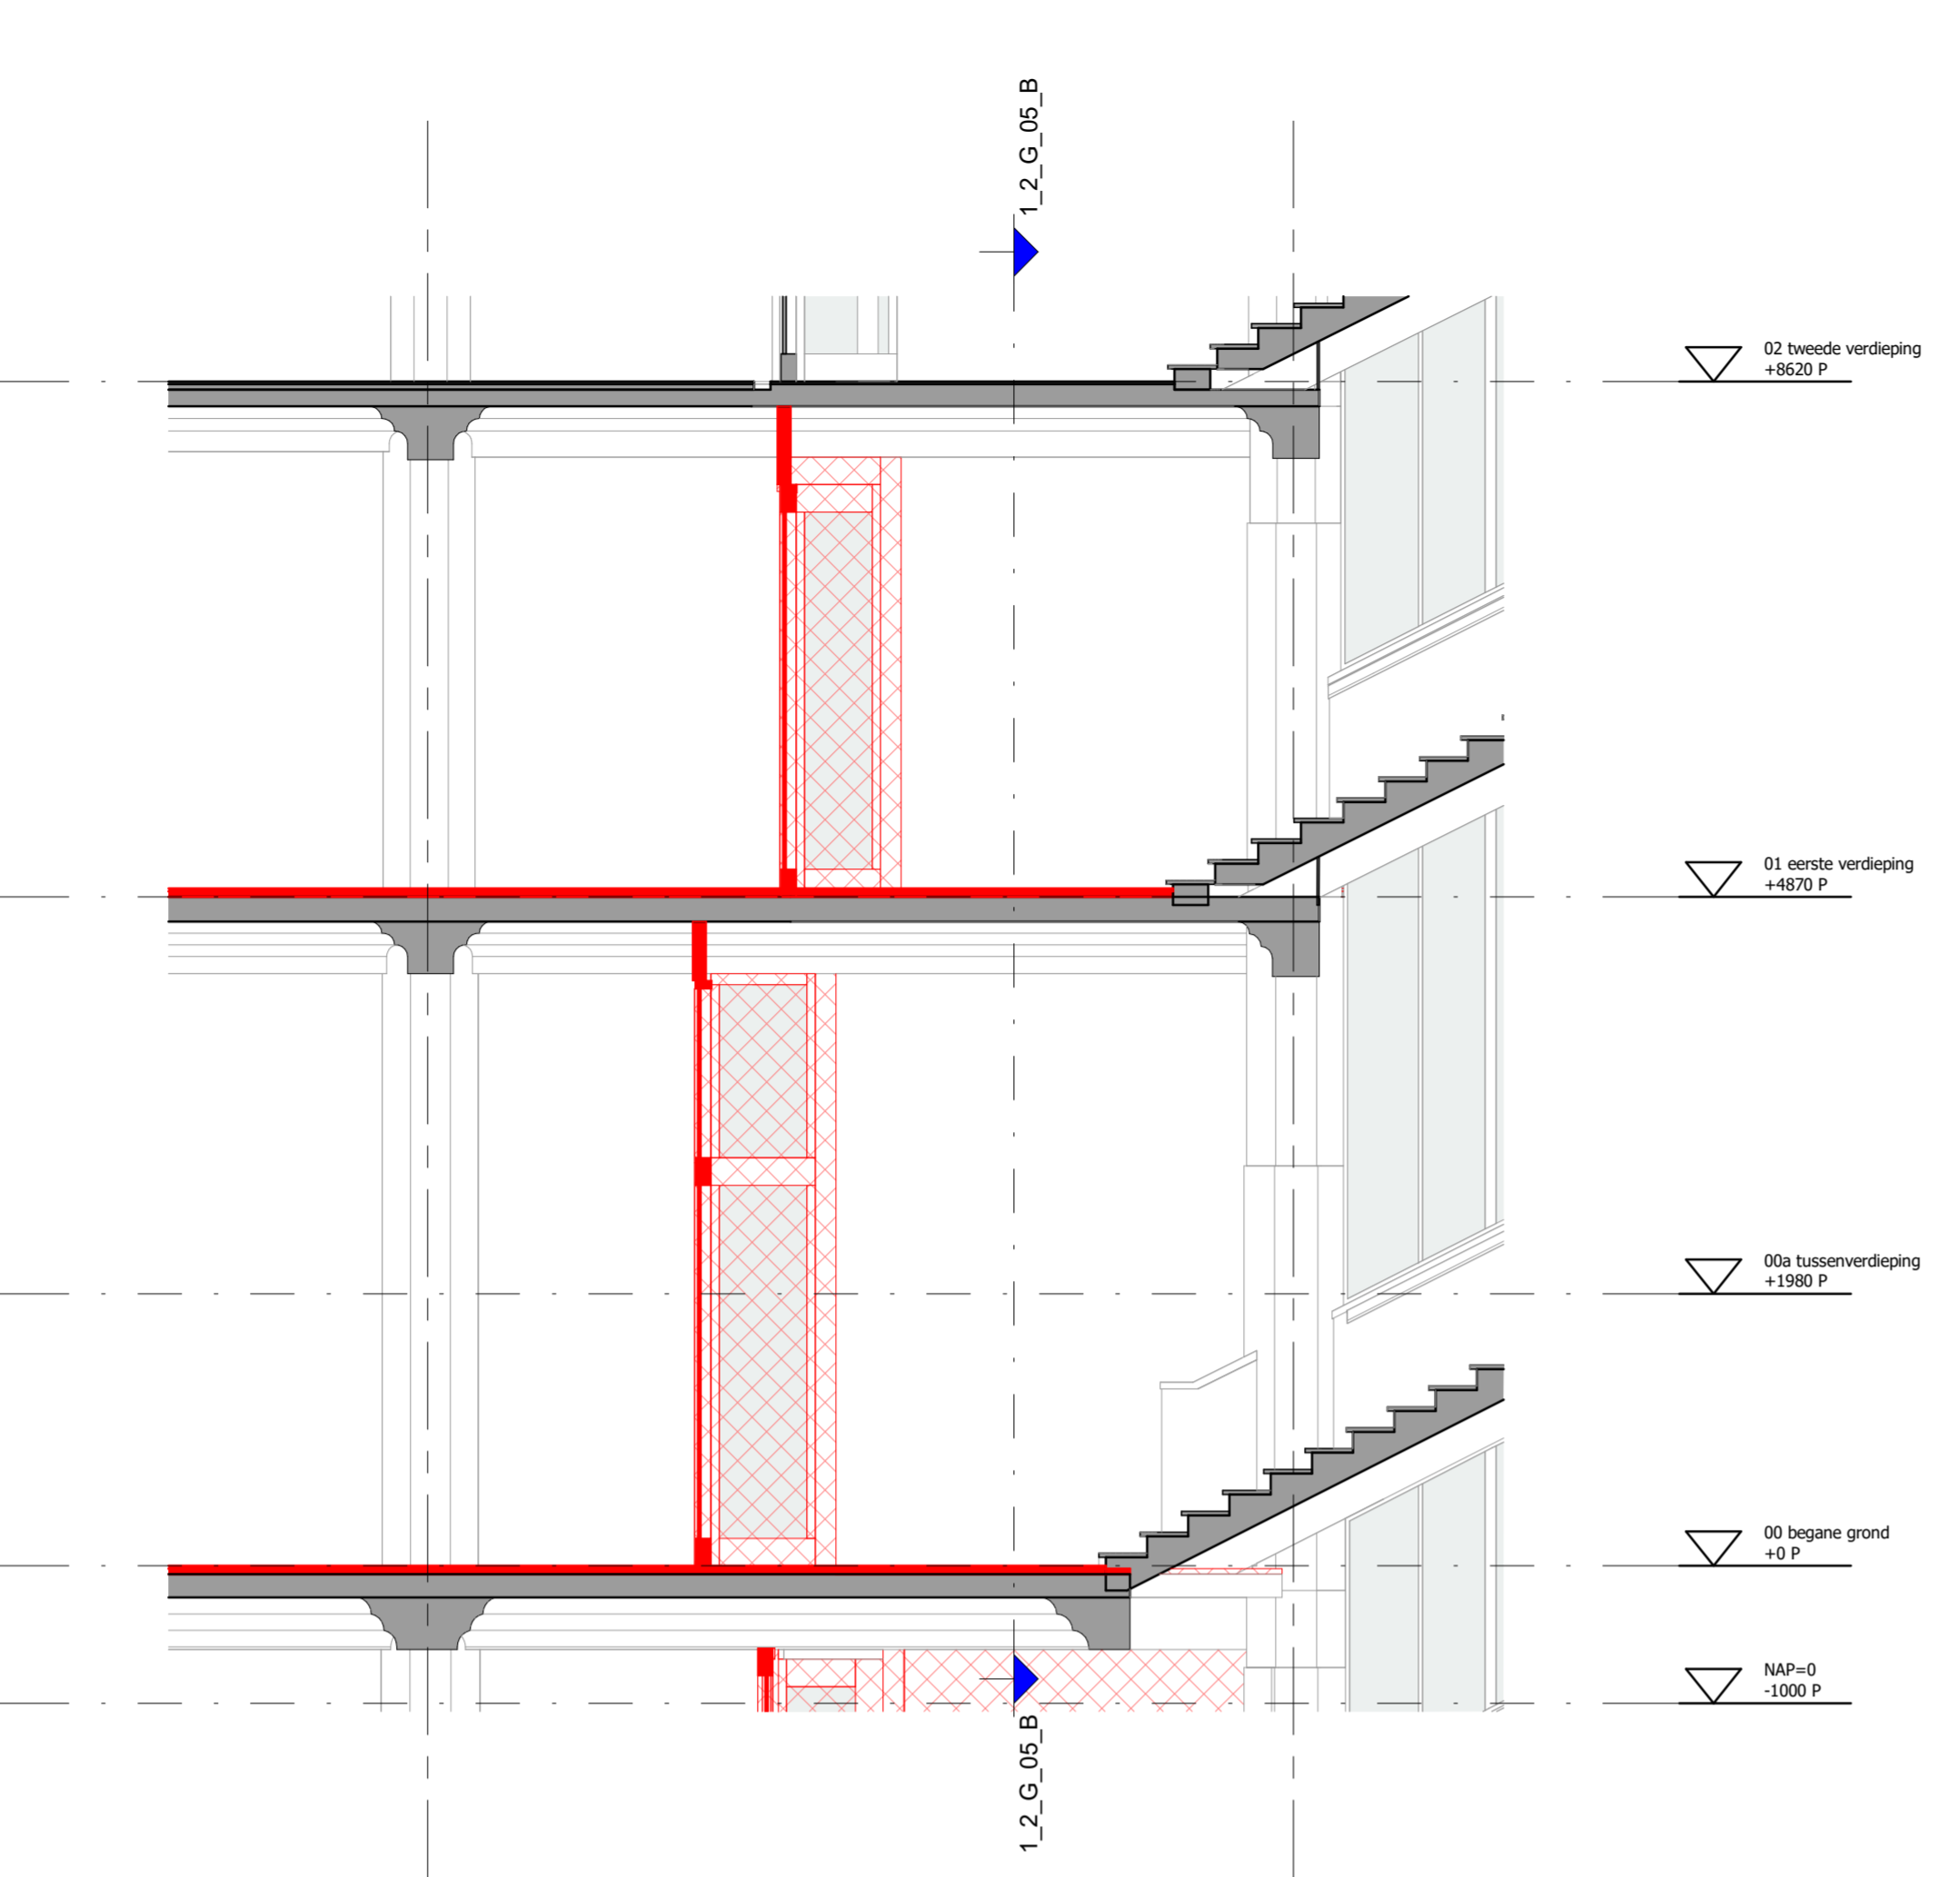 1_2_G_05_B
02 tweede verdieping
+8620 P
01 eerste verdieping
+4870 P
00a tussenverdieping
+1980 P
00 begane grond
+0 P
NAP=0
-1000 P
1_2_G_05_B